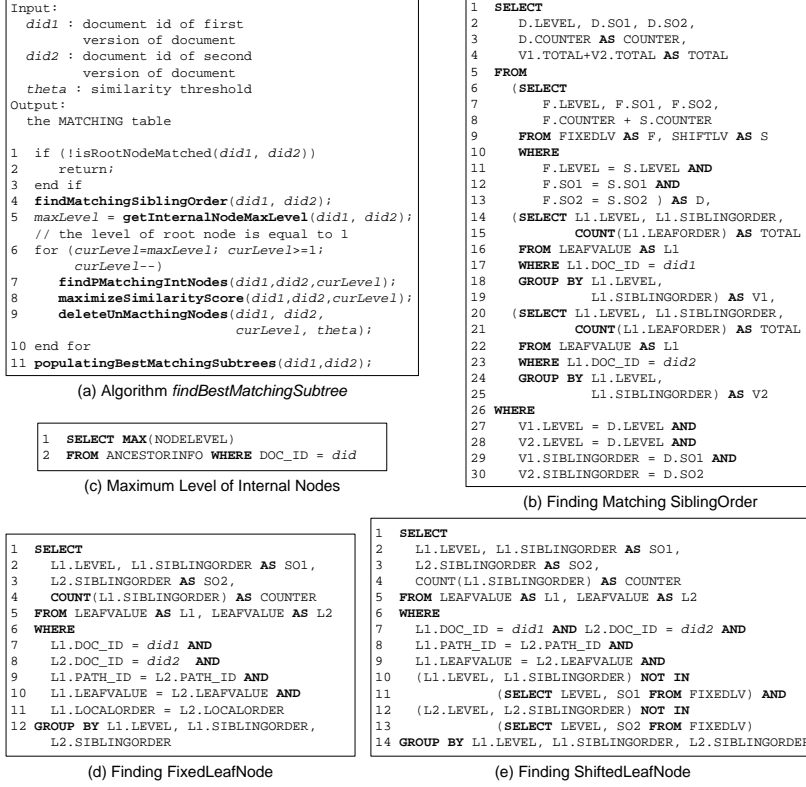 Input:
did1 : document id of first
version of document
did2 : document id of second
version of document
theta : similarity threshold
Output:
the MATCHING table
1 if (!isRootNodeMatched(did1, did2))
2 return;
3 end if
4 findMatchingSiblingOrder(did1, did2);
5 maxLevel = getInternalNodeMaxLevel(did1, did2);
// the level of root node is equal to 1
6 for (curLevel=maxLevel; curLevel>=1;
curLevel--)
7 findPMatchingIntNodes(did1,did2,curLevel);
8 maximizeSimilarityScore(did1,did2,curLevel);
9 deleteUnMacthingNodes(did1, did2,
curLevel, theta);
10 end for
11 populatingBestMatchingSubtrees(did1,did2);
(a) Algorithm findBestMatchingSubtree
1 SELECT MAX(NODELEVEL)
2 FROM ANCESTORINFO WHERE DOC_ID = did
(c) Maximum Level of Internal Nodes
1 SELECT
2 D.LEVEL, D.SO1, D.SO2,
3 D.COUNTER AS COUNTER,
4 V1.TOTAL+V2.TOTAL AS TOTAL
5 FROM
6 (SELECT
7 F.LEVEL, F.SO1, F.SO2,
8 F.COUNTER + S.COUNTER
9 FROM FIXEDLV AS F, SHIFTLV AS S
10 WHERE
11 F.LEVEL = S.LEVEL AND
12 F.SO1 = S.SO1 AND
13 F.SO2 = S.SO2 ) AS D,
14 (SELECT L1.LEVEL, L1.SIBLINGORDER,
15 COUNT(L1.LEAFORDER) AS TOTAL
16 FROM LEAFVALUE AS L1
17 WHERE L1.DOC_ID = did1
18 GROUP BY L1.LEVEL,
19 L1.SIBLINGORDER) AS V1,
20 (SELECT L1.LEVEL, L1.SIBLINGORDER,
21 COUNT(L1.LEAFORDER) AS TOTAL
22 FROM LEAFVALUE AS L1
23 WHERE L1.DOC_ID = did2
24 GROUP BY L1.LEVEL,
25 L1.SIBLINGORDER) AS V2
26 WHERE
27 V1.LEVEL = D.LEVEL AND
28 V2.LEVEL = D.LEVEL AND
29 V1.SIBLINGORDER = D.SO1 AND
30 V2.SIBLINGORDER = D.SO2
(b) Finding Matching SiblingOrder
1 SELECT
2 L1.LEVEL, L1.SIBLINGORDER AS SO1,
3 L2.SIBLINGORDER AS SO2,
4 COUNT(L1.SIBLINGORDER) AS COUNTER
5 FROM LEAFVALUE AS L1, LEAFVALUE AS L2
6 WHERE
7 L1.DOC_ID = did1 AND
8 L2.DOC_ID = did2 AND
9 L1.PATH_ID = L2.PATH_ID AND
10 L1.LEAFVALUE = L2.LEAFVALUE AND
11 L1.LOCALORDER = L2.LOCALORDER
12 GROUP BY L1.LEVEL, L1.SIBLINGORDER,
L2.SIBLINGORDER
(d) Finding FixedLeafNode
1 SELECT
2 L1.LEVEL, L1.SIBLINGORDER AS SO1,
3 L2.SIBLINGORDER AS SO2,
4 COUNT(L1.SIBLINGORDER) AS COUNTER
5 FROM LEAFVALUE AS L1, LEAFVALUE AS L2
6 WHERE
7 L1.DOC_ID = did1 AND L2.DOC_ID = did2 AND
8 L1.PATH_ID = L2.PATH_ID AND
9 L1.LEAFVALUE = L2.LEAFVALUE AND
10 (L1.LEVEL, L1.SIBLINGORDER) NOT IN
11 (SELECT LEVEL, SO1 FROM FIXEDLV) AND
12 (L2.LEVEL, L2.SIBLINGORDER) NOT IN
13 (SELECT LEVEL, SO2 FROM FIXEDLV)
14 GROUP BY L1.LEVEL, L1.SIBLINGORDER, L2.SIBLINGORDER
(e) Finding ShiftedLeafNode